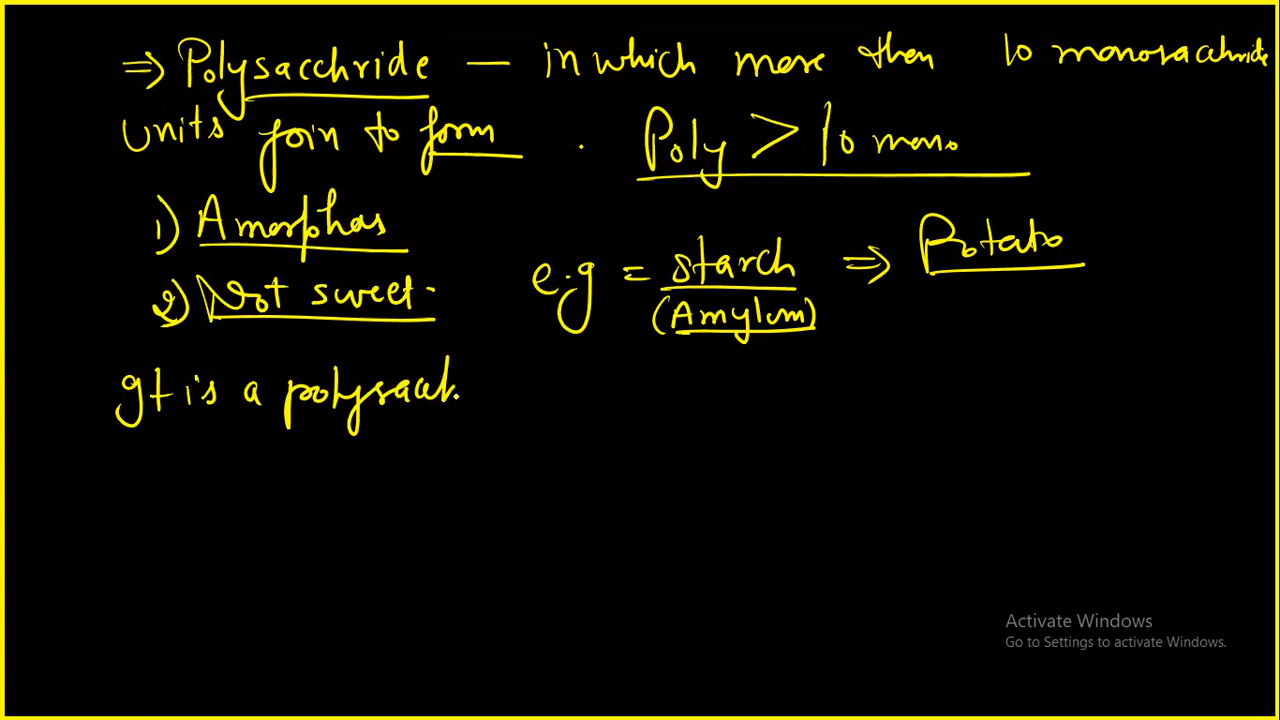 ⇒ Polysacchride — in which more then 10 monosacchride
units join to form . Poly > 10 mono
1) Amorphas
2) Not sweet.
e.g = starch ⇒ Potato
(Amylum)
It is a polysacch.
Activate Windows
Go to Settings to activate Windows.